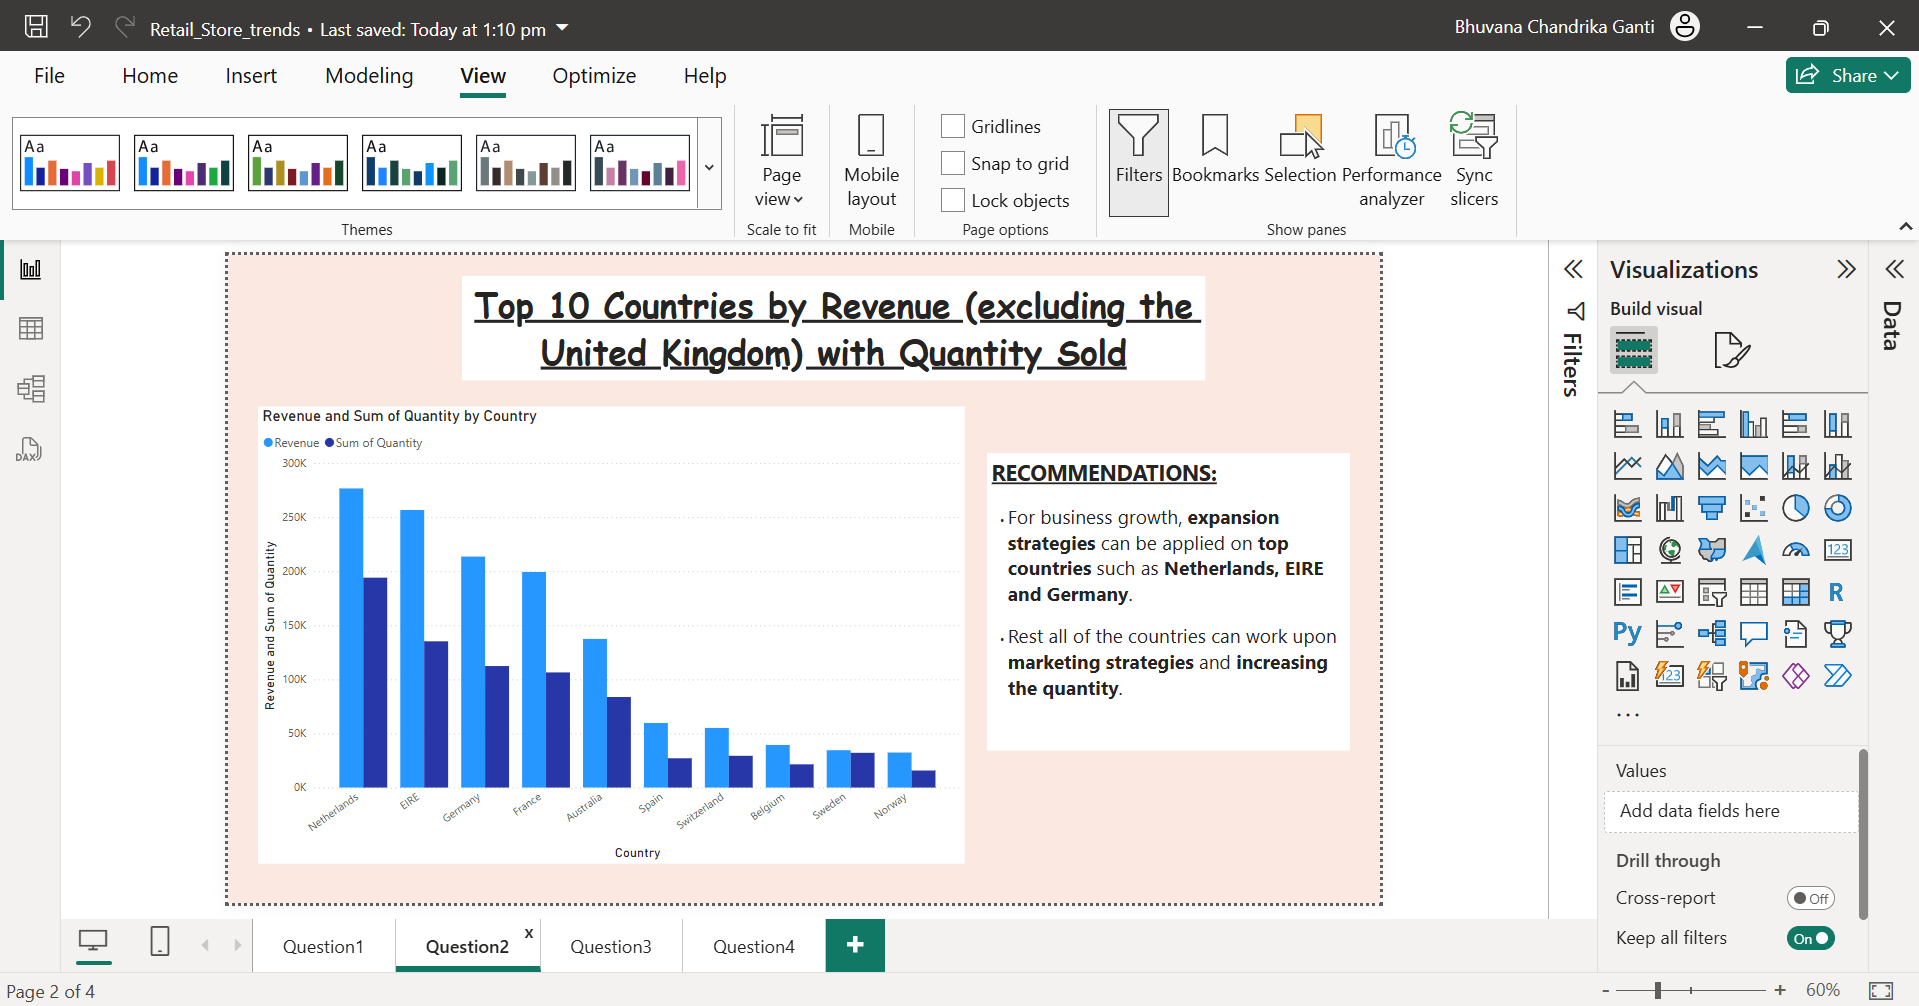 Retail_Store_trends • Last saved: Today at 1:10 pm
Bhuvana Chandrika Ganti
File Home Insert Modeling View Optimize Help
Share
Aa Aa Aa Aa Aa Aa
Page view
Mobile layout
Gridlines
Snap to grid
Lock objects
Filters
Bookmarks
Selection
Performance analyzer
Sync slicers
Themes
Scale to fit
Mobile
Page options
Show panes
Top 10 Countries by Revenue (excluding the
United Kingdom) with Quantity Sold
Revenue and Sum of Quantity by Country
Revenue Sum of Quantity
Revenue and Sum of Quantity
300K
250K
200K
150K
100K
50K
0K
Netherlands
EIRE
Germany
France
Australia
Spain
Switzerland
Belgium
Sweden
Norway
Country
RECOMMENDATIONS:
• For business growth, expansion
strategies can be applied on top
countries such as Netherlands, EIRE
and Germany.
• Rest all of the countries can work upon
marketing strategies and increasing
the quantity.
Filters
Visualizations
Build visual
123
R
Py
123
...
Values
Add data fields here
Drill through
Cross-report
Off
Keep all filters
On
Data
DAX
Question1
Question2 x
Question3
Question4
+
Page 2 of 4
- + 60%